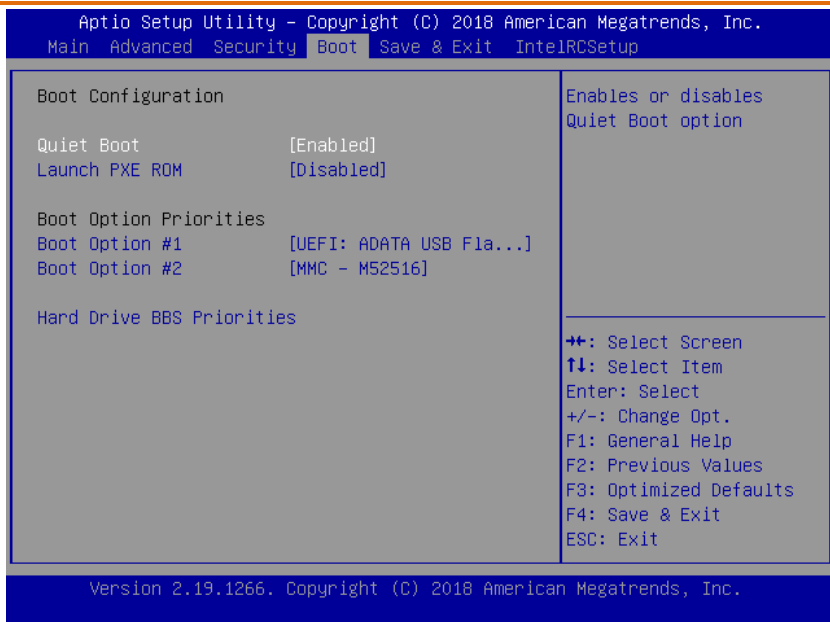 Aptio Setup Utility – Copyright (C) 2018 American Megatrends, Inc.
Main Advanced Security Boot Save & Exit IntelRCSetup
Boot Configuration
Quiet Boot [Enabled]
Launch PXE ROM [Disabled]
Boot Option Priorities
Boot Option #1 [UEFI: ADATA USB Fla...]
Boot Option #2 [MMC - M52516]
Hard Drive BBS Priorities
Enables or disables
Quiet Boot option
→←: Select Screen
↑↓: Select Item
Enter: Select
+/-: Change Opt.
F1: General Help
F2: Previous Values
F3: Optimized Defaults
F4: Save & Exit
ESC: Exit
Version 2.19.1266. Copyright (C) 2018 American Megatrends, Inc.